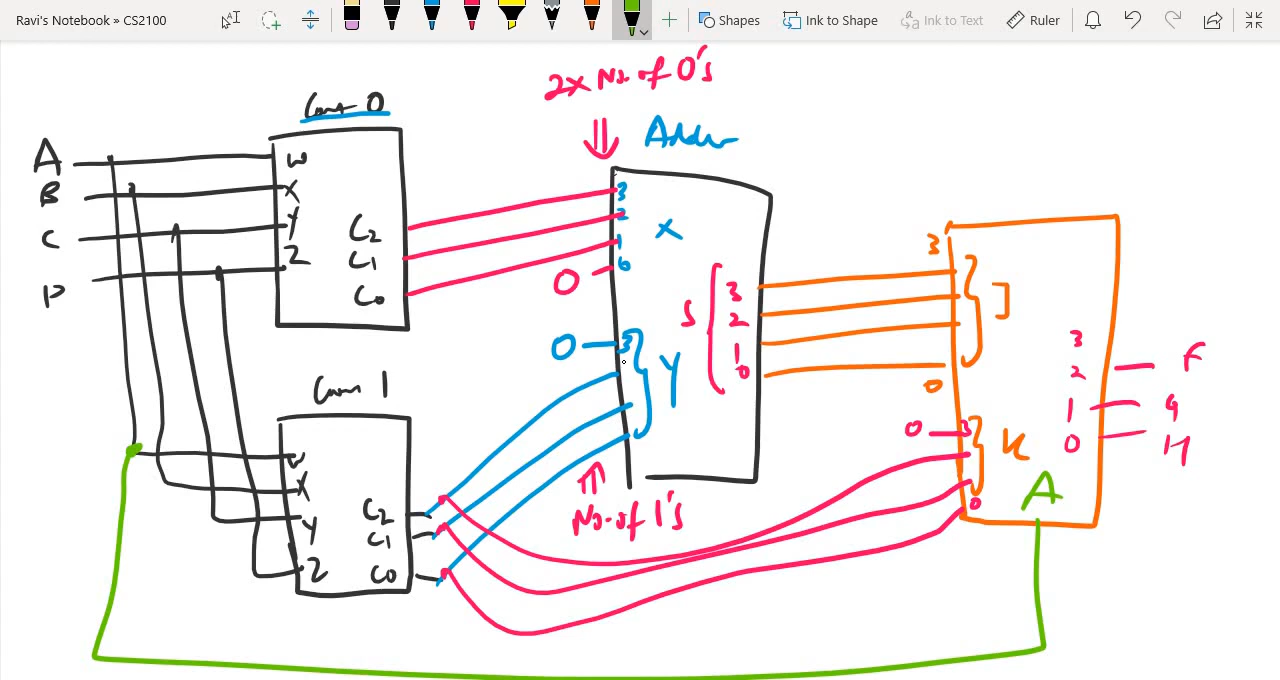 Ravi's Notebook » CS2100
Shapes
Ink to Shape
Ink to Text
Ruler
2x No. of 0's
Count 0
Adder
A
B
C
D
W
X
Y
Z
C2
C1
C0
3
2
1
0
X
0
0
3
Y
S
3
2
1
0
No. of 1's
Count 1
W
X
Y
Z
C2
C1
C0
3
J
0
0
3
K
0
A
3
2
1
0
F
G
H